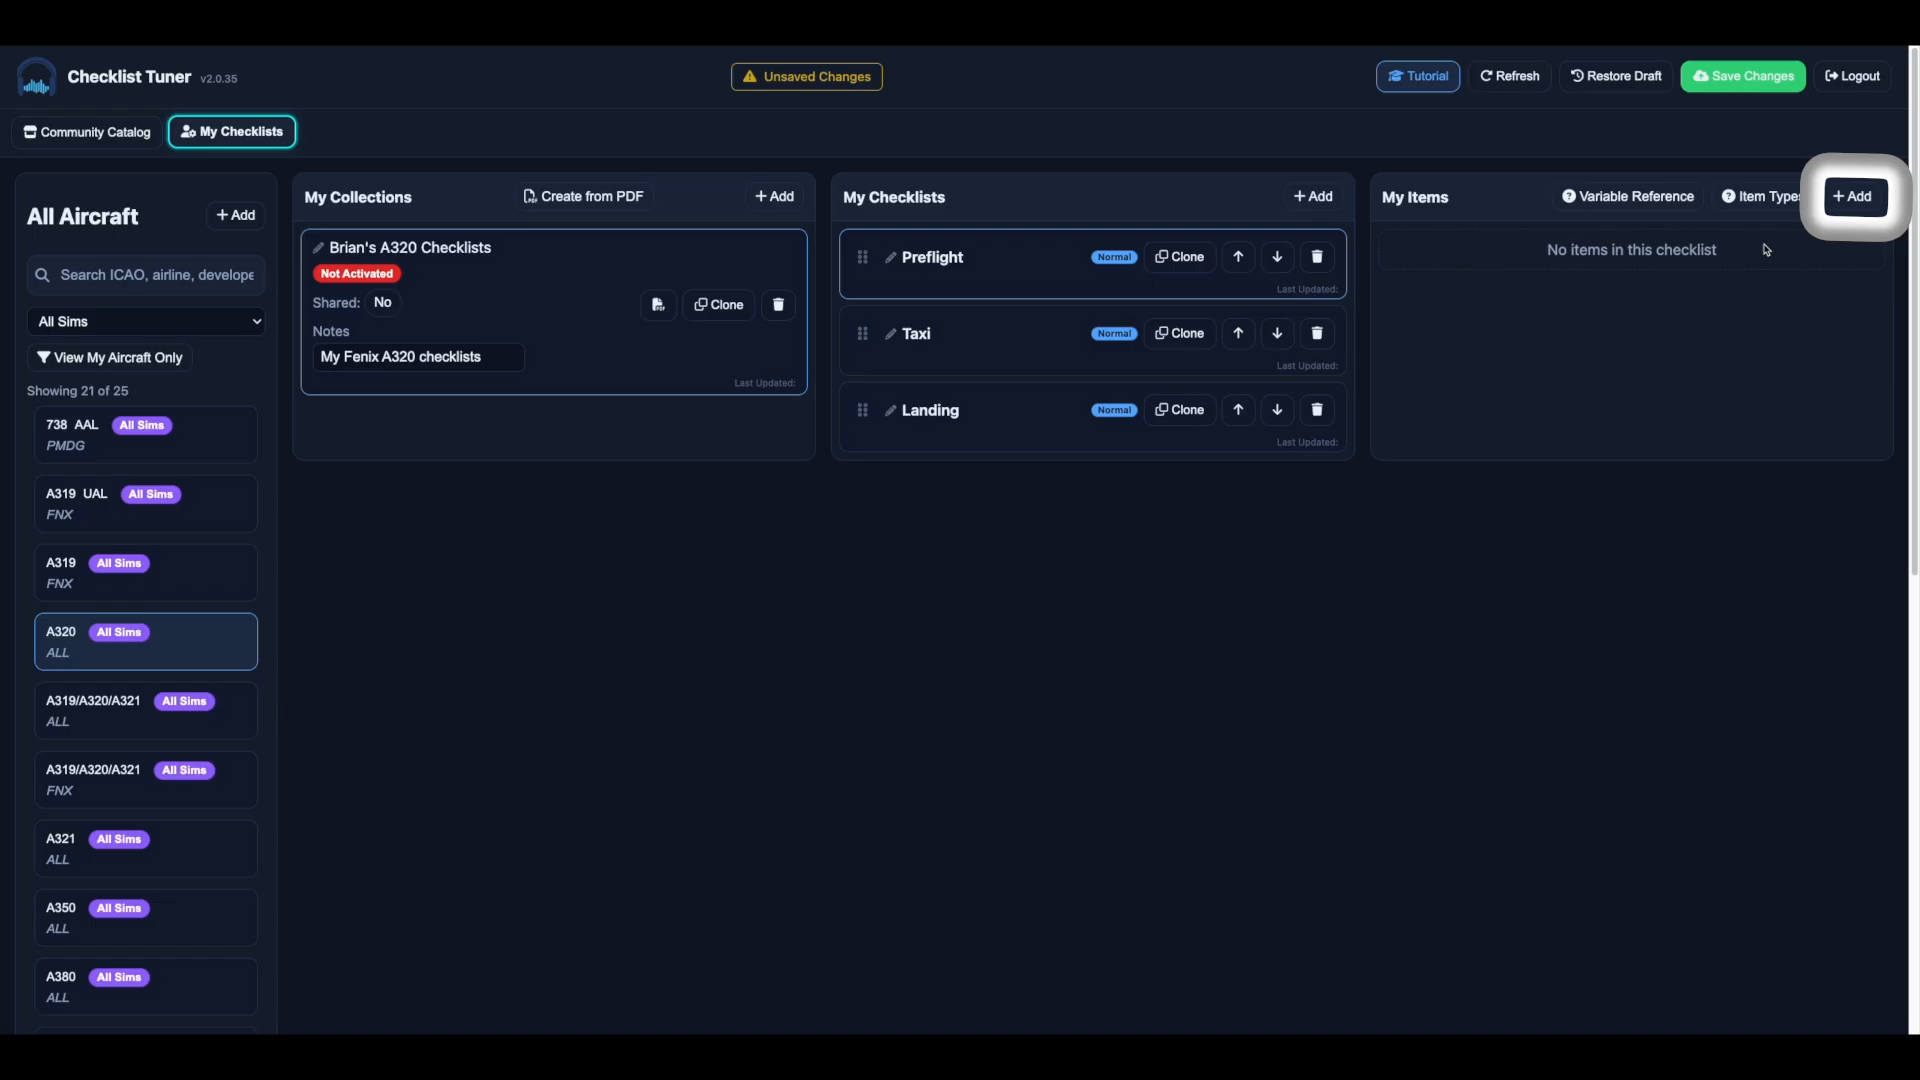 Checklist Tuner v2.0.35
Unsaved Changes
Tutorial
Refresh
Restore Draft
Save Changes
Logout
Community Catalog
My Checklists
All Aircraft
+ Add
Search ICAO, airline, develope
All Sims
View My Aircraft Only
Showing 21 of 25
738 AAL All Sims
PMDG
A319 UAL All Sims
FNX
A319 All Sims
FNX
A320 All Sims
ALL
A319/A320/A321 All Sims
ALL
A319/A320/A321 All Sims
FNX
A321 All Sims
ALL
A350 All Sims
ALL
A380 All Sims
ALL
My Collections
Create from PDF
+ Add
Brian's A320 Checklists
Not Activated
Shared: No
Clone
Notes
My Fenix A320 checklists
Last Updated:
My Checklists
+ Add
Preflight Normal Clone
Last Updated:
Taxi Normal Clone
Last Updated:
Landing Normal Clone
Last Updated:
My Items
Variable Reference
Item Types
+ Add
No items in this checklist